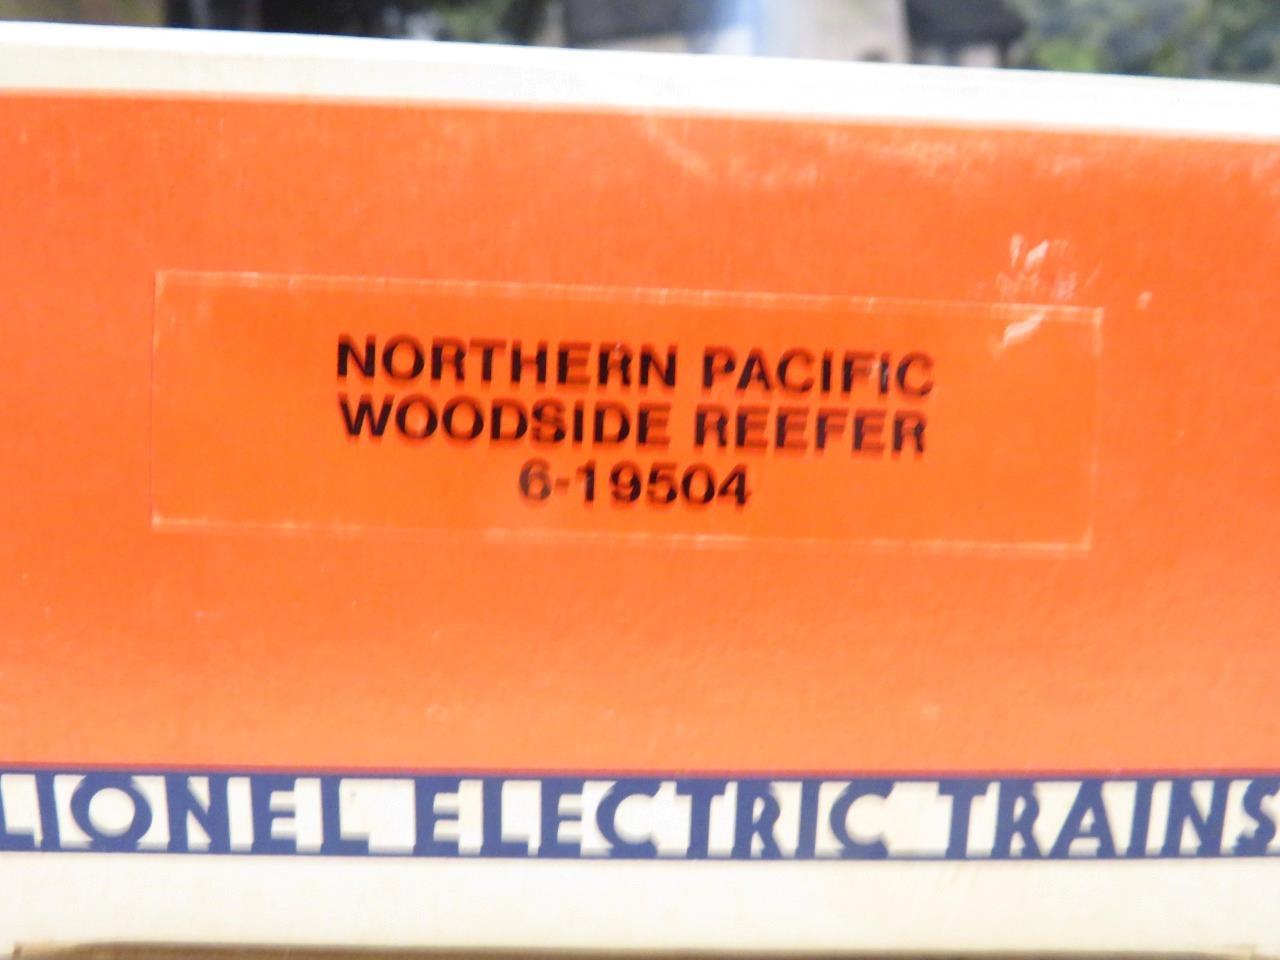 NORTHERN PACIFIC
WOODSIDE REEFER
6-19504
LIONEL ELECTRIC TRAINS